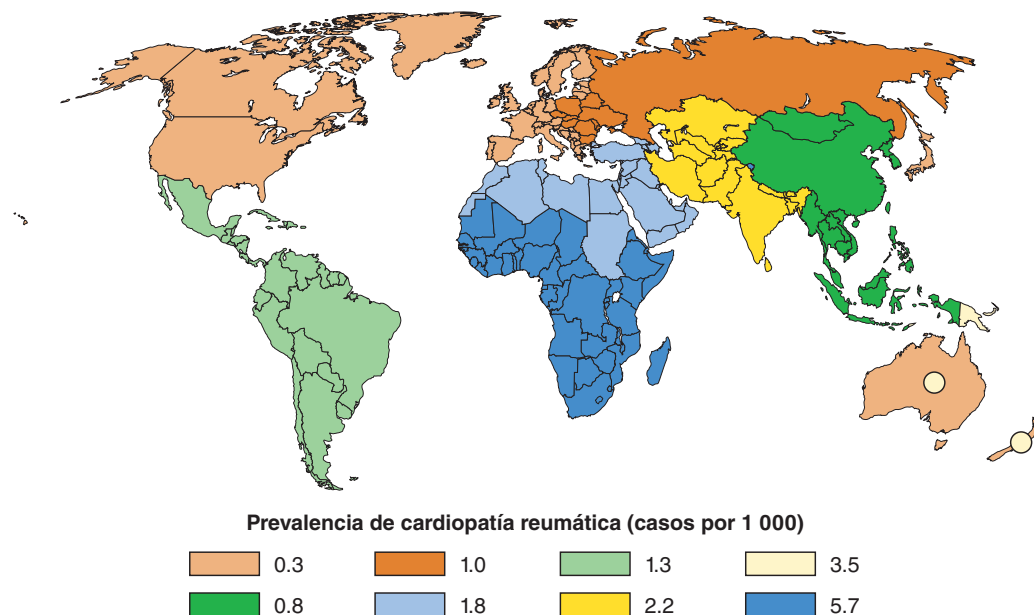 Prevalencia de cardiopatía reumática (casos por 1 000)
0.3 1.0 1.3 3.5
0.8 1.8 2.2 5.7